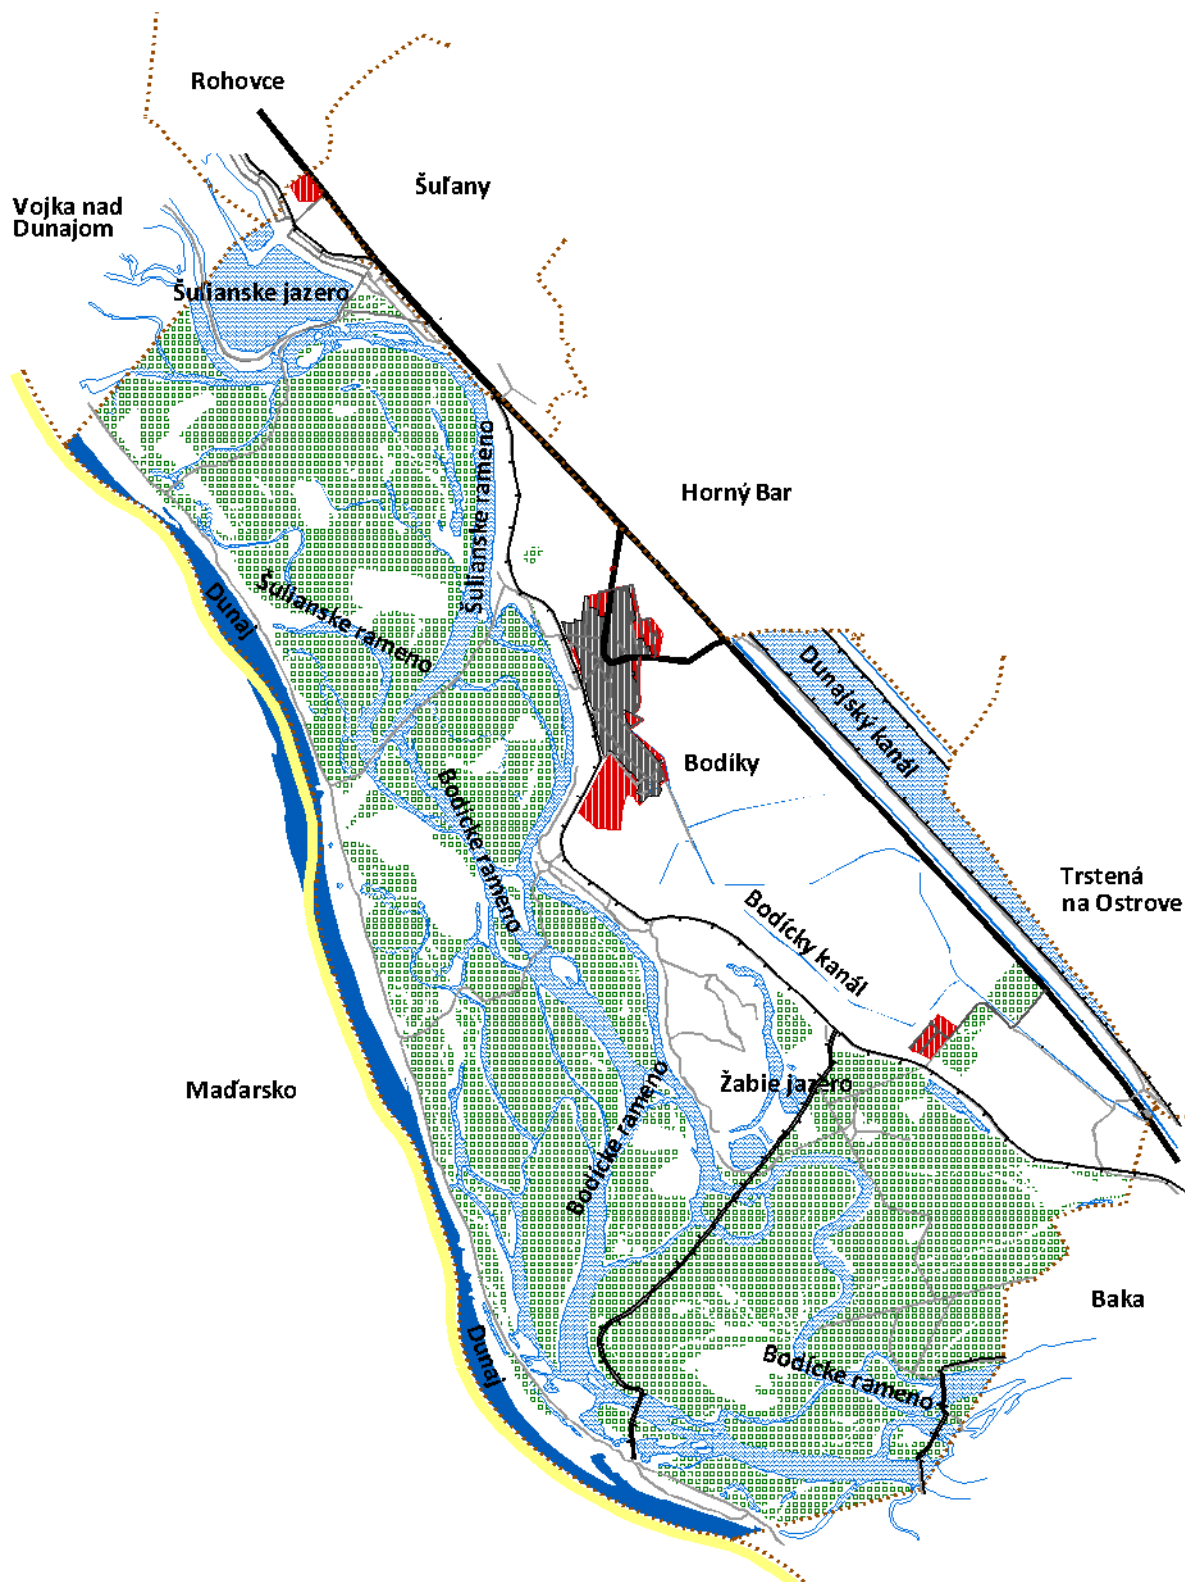 Rohovce
Šuľany
Vojka nad
Dunajom
Šulianske jazero
Šulianske rameno
Horný Bar
Šulianske rameno
Dunaj
Dunajský kanál
Bodíky
Bodícke rameno
Trstená
na Ostrove
Bodícky kanál
Maďarsko
Žabie jazero
Bodícke rameno
Baka
Dunaj
Bodícke rameno